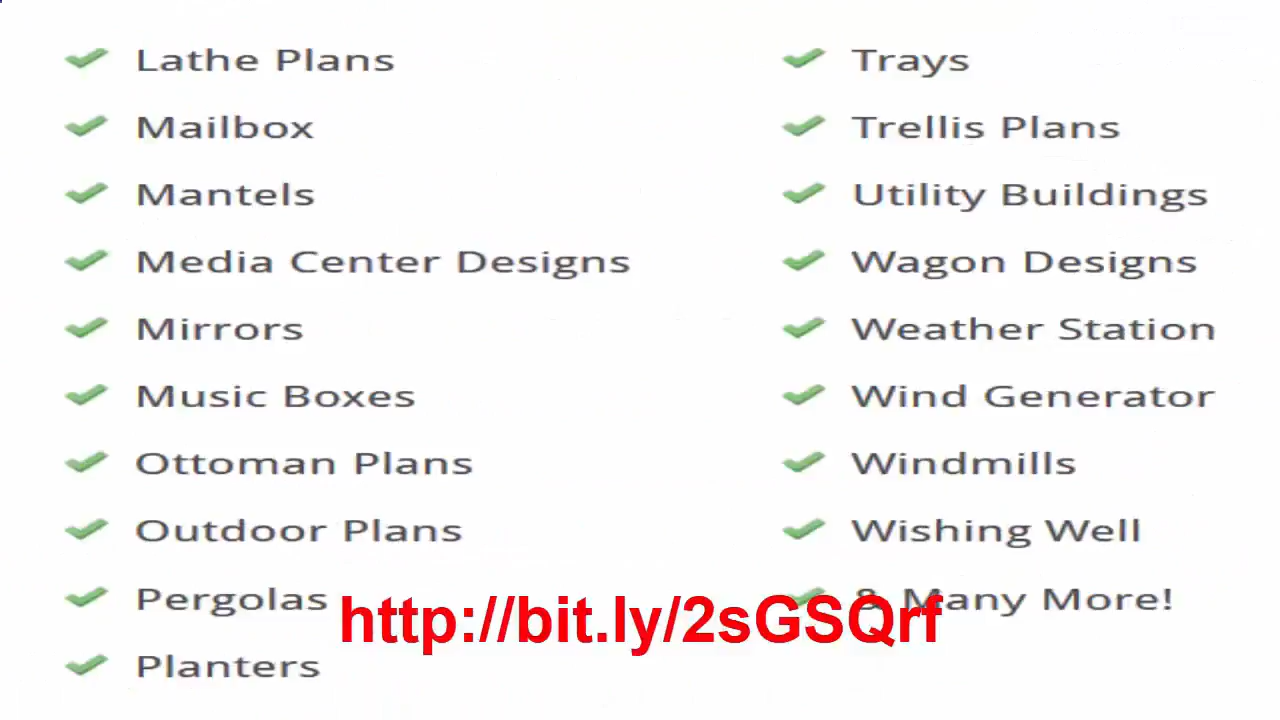 Lathe Plans
Mailbox
Mantels
Media Center Designs
Mirrors
Music Boxes
Ottoman Plans
Outdoor Plans
Pergolas
Planters
Trays
Trellis Plans
Utility Buildings
Wagon Designs
Weather Station
Wind Generator
Windmills
Wishing Well
& Many More!
http://bit.ly/2sGSQrf